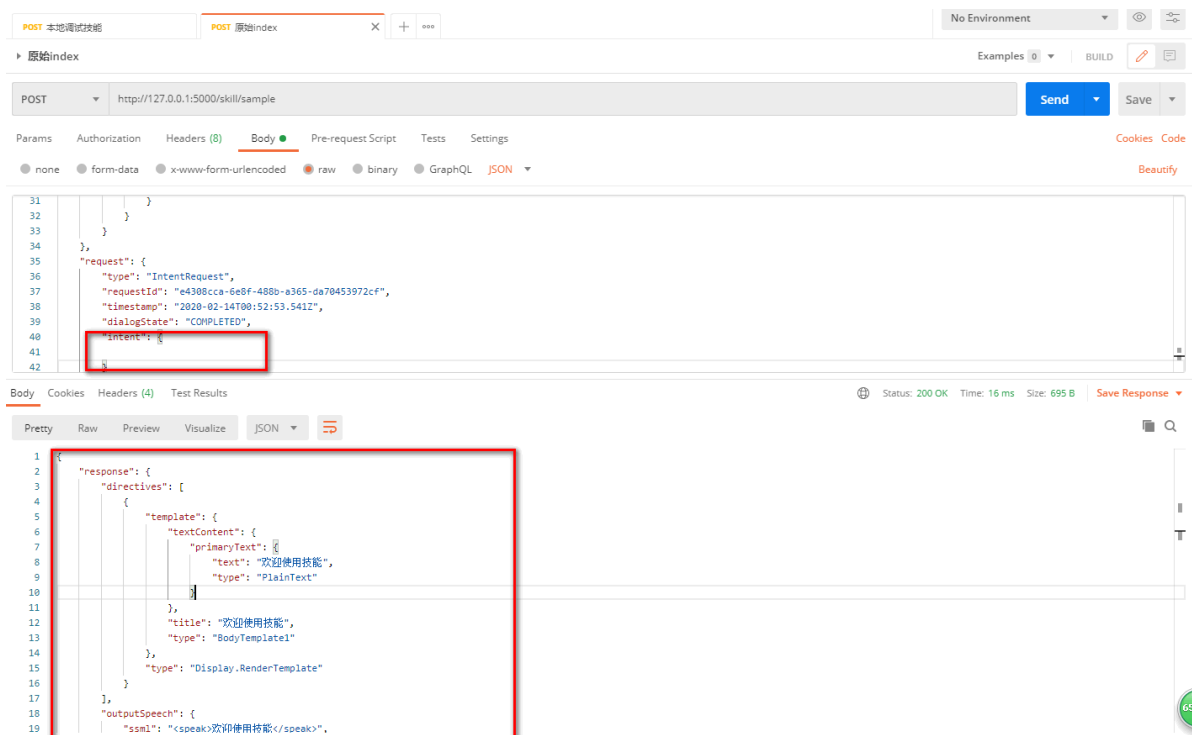 POST 本地调试技能
POST 原始index
No Environment
原始index
Examples 0
BUILD
POST
http://127.0.0.1:5000/skill/sample
Send
Save
Params Authorization Headers (8) Body Pre-request Script Tests Settings
Cookies Code
none form-data x-www-form-urlencoded raw binary GraphQL JSON
Beautify
31 }
32 }
33 }
34 },
35 "request": {
36 "type": "IntentRequest",
37 "requestId": "e4308cca-6e8f-488b-a365-da70453972cf",
38 "timestamp": "2020-02-14T00:52:53.541Z",
39 "dialogState": "COMPLETED",
40 "intent": {
41
42 }
Body Cookies Headers (4) Test Results
Status: 200 OK Time: 16 ms Size: 695 B Save Response
Pretty Raw Preview Visualize JSON
1 {
2 "response": {
3 "directives": [
4 {
5 "template": {
6 "textContent": {
7 "primaryText": {
8 "text": "欢迎使用技能",
9 "type": "PlainText"
10 }
11 },
12 "title": "欢迎使用技能",
13 "type": "BodyTemplate1"
14 },
15 "type": "Display.RenderTemplate"
16 }
17 ],
18 "outputSpeech": {
19 "ssml": "<speak>欢迎使用技能</speak>",